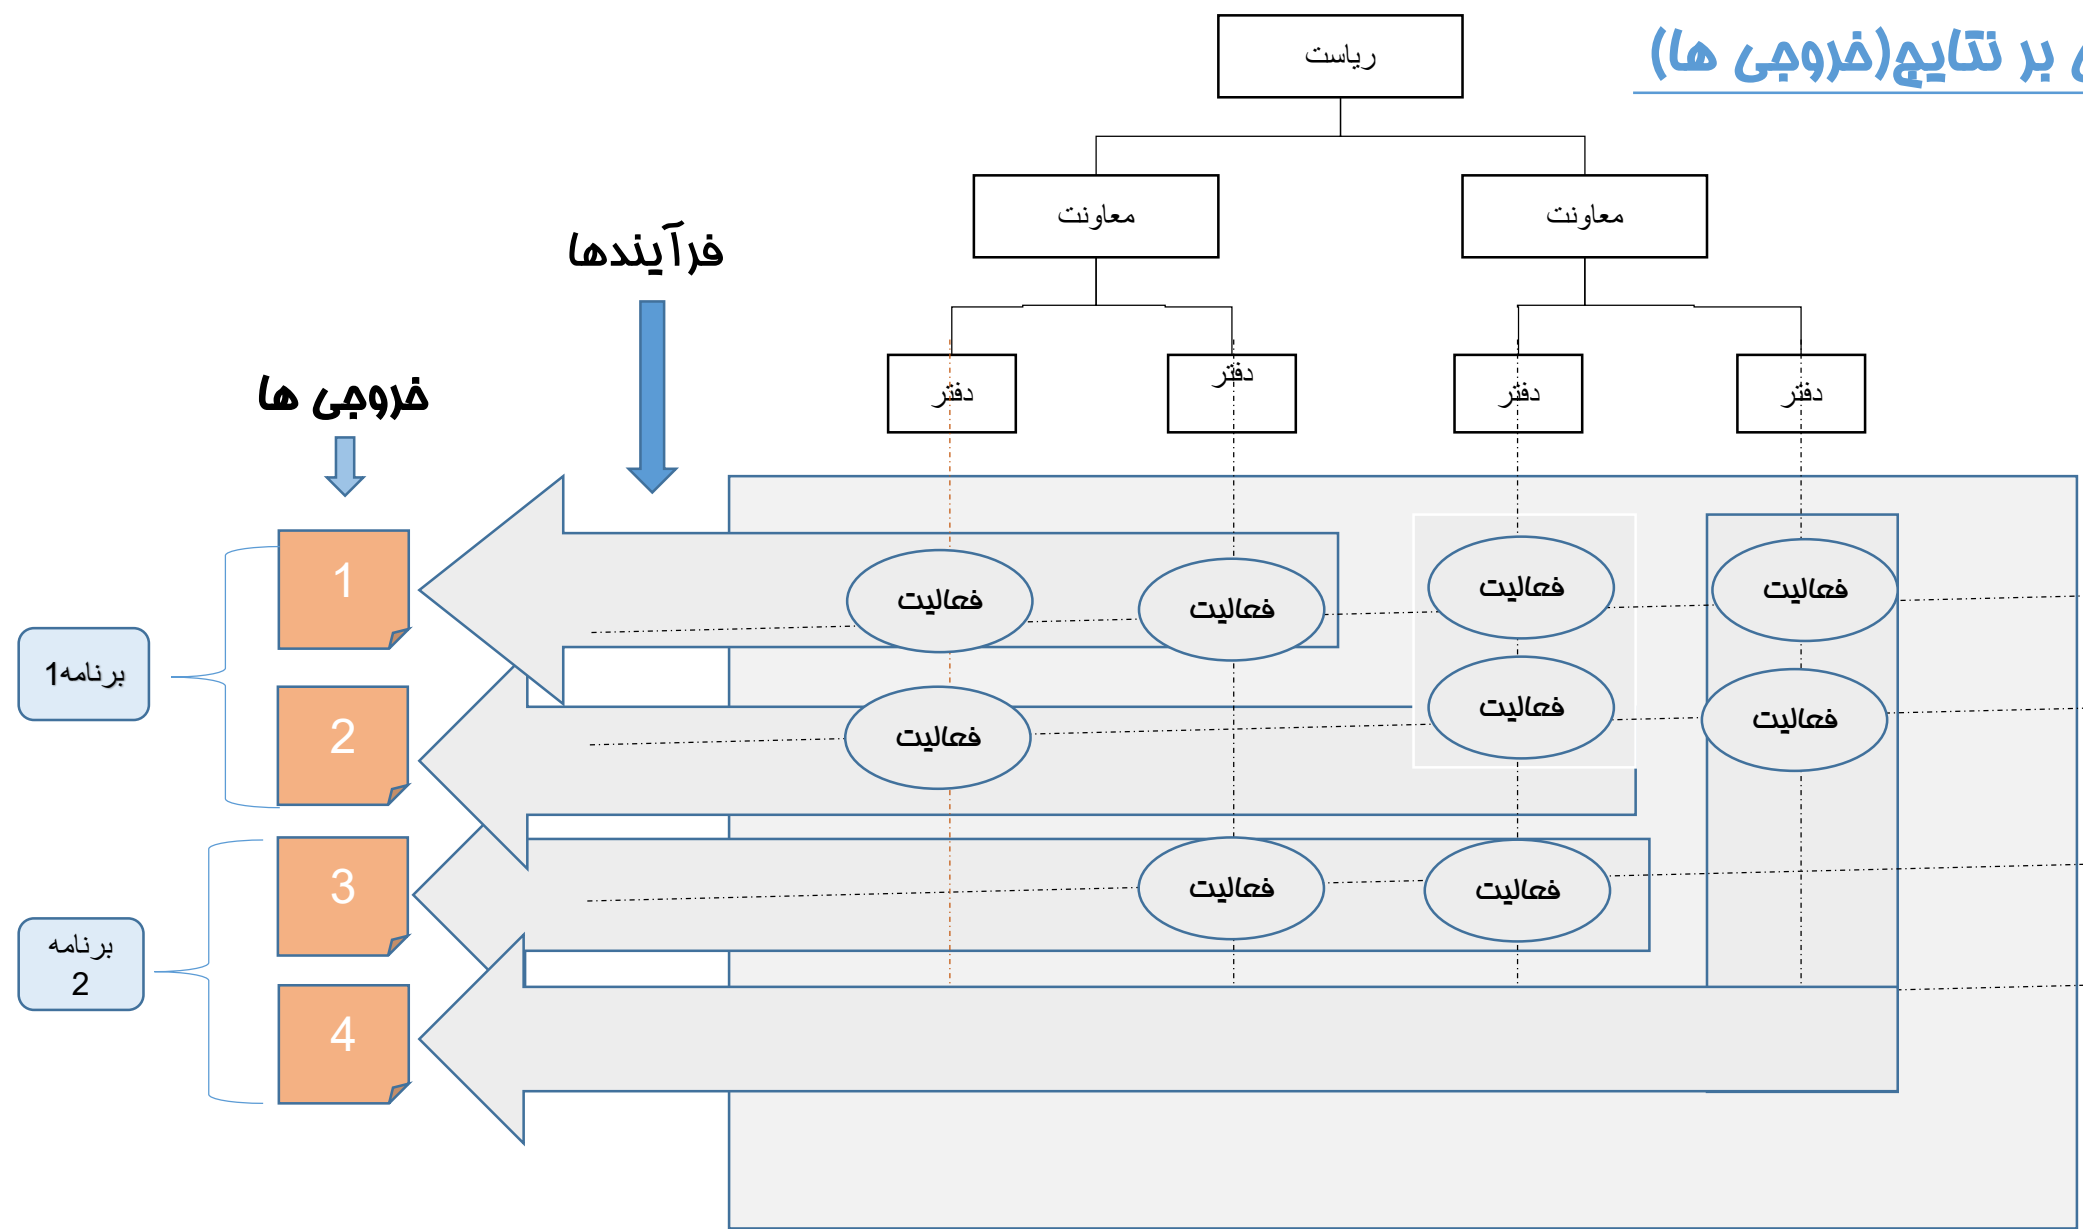 بر نتایج(خروجی ها)
ریاست
معاونت
معاونت
فرآیندها
خروجی ها
دفتر
دفتر
دفتر
دفتر
1
فعالیت
فعالیت
فعالیت
فعالیت
برنامه1
2
فعالیت
فعالیت
فعالیت
3
فعالیت
فعالیت
برنامه
2
4